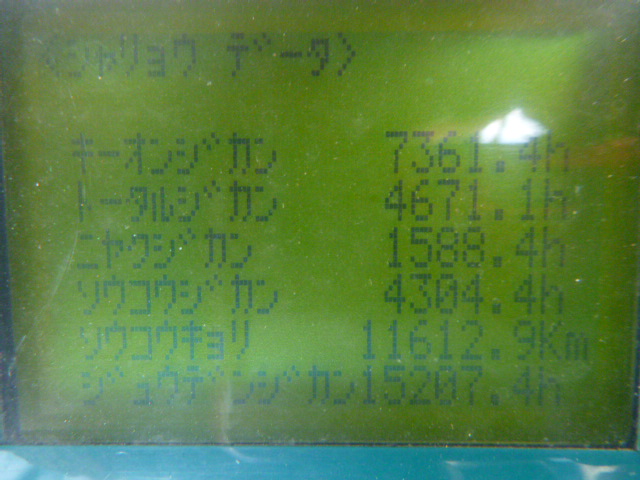 <シャリョウ データ>
キーオンジカン 7361.4h
トータルジカン 4671.1h
ニヤクジカン 1588.4h
ソウコウジカン 4304.4h
ソウコウキョリ 11612.9Km
ジュウデンジカン15207.4h